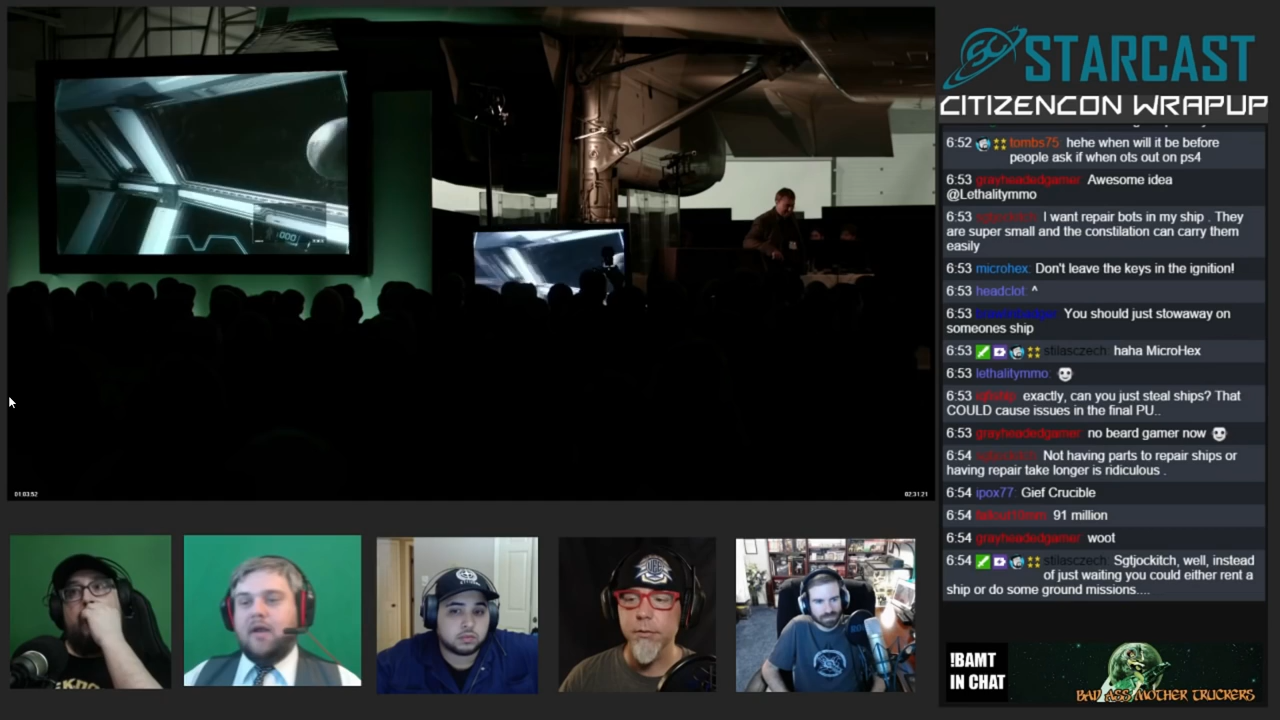 STARCAST
CITIZENCON WRAPUP
6:52 tombs75: hehe when will it be before
people ask if when ots out on ps4
6:53 grayheadedgamer: Awesome idea
@Lethalitymmo
6:53 sgtjockitch: I want repair bots in my ship . They
are super small and the constilation can carry them
easily
6:53 microhex: Don't leave the keys in the ignition!
6:53 headclot: ^
6:53 You should just stowaway on
someones ship
6:53 stilasczech: haha MicroHex
6:53 lethalitymmo:
6:53 exactly, can you just steal ships? That
COULD cause issues in the final PU..
6:53 grayheadedgamer: no beard gamer now
6:54 sgtjockitch: Not having parts to repair ships or
having repair take longer is ridiculous .
6:54 ipox77: Gief Crucible
6:54 91 million
6:54 grayheadedgamer: woot
6:54 stilasczech: Sgtjockitch, well, instead
of just waiting you could either rent a
ship or do some ground missions....
01:03:52
02:31:21
!BAMT
IN CHAT
BAD ASS MOTHER TRUCKERS